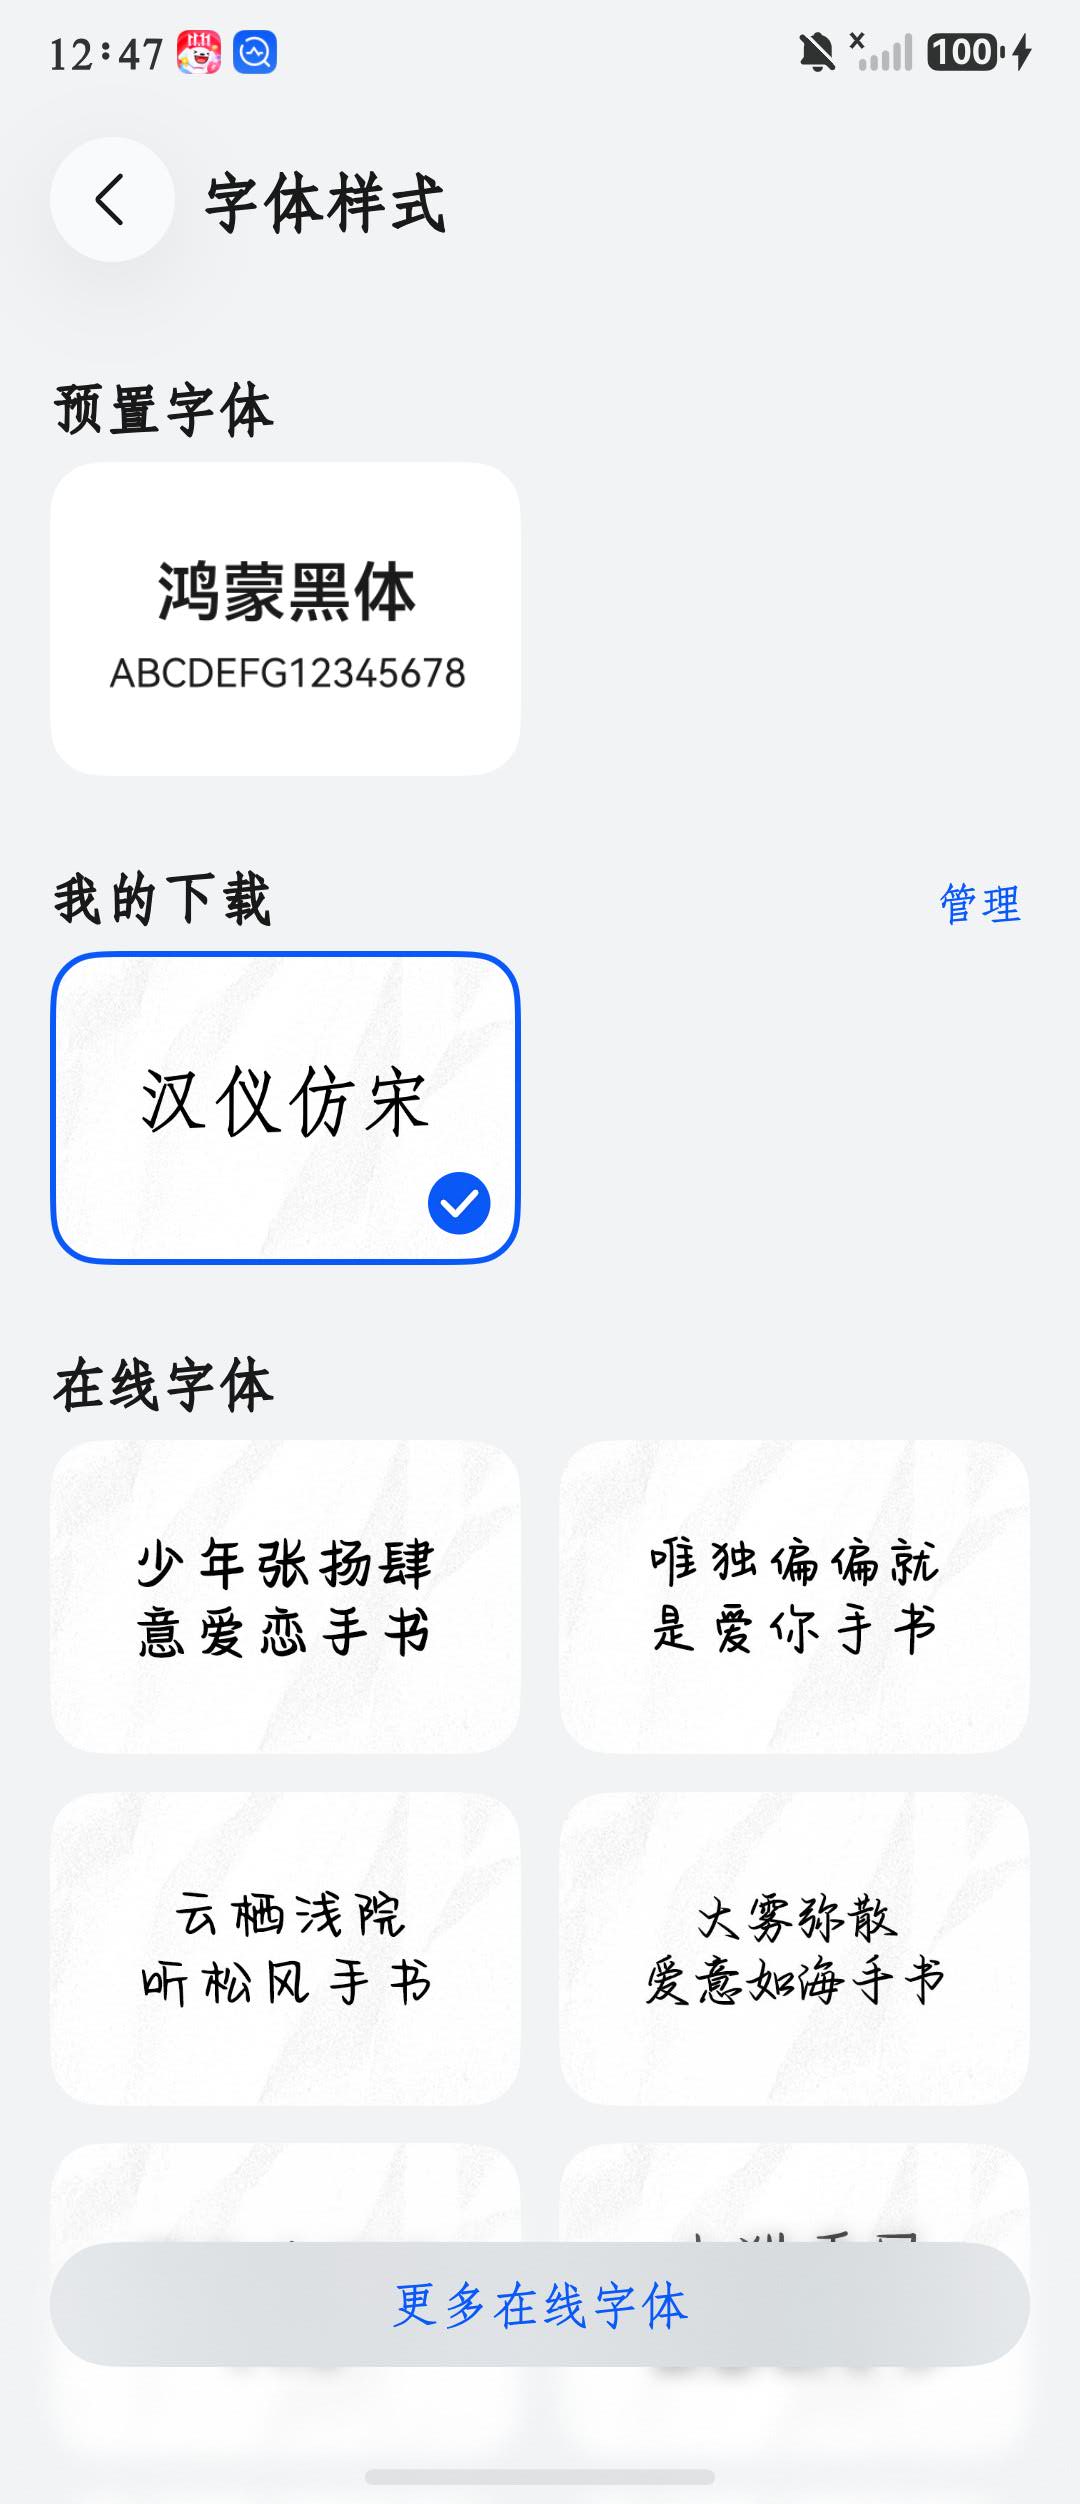 12:47
100
字体样式
预置字体
鸿蒙黑体
ABCDEFG12345678
我的下载
管理
汉仪仿宋
在线字体
少年张扬肆
意爱恋手书
唯独偏偏就
是爱你手书
云栖浅院
听松风手书
大雾弥散
爱意如海手书
更多在线字体